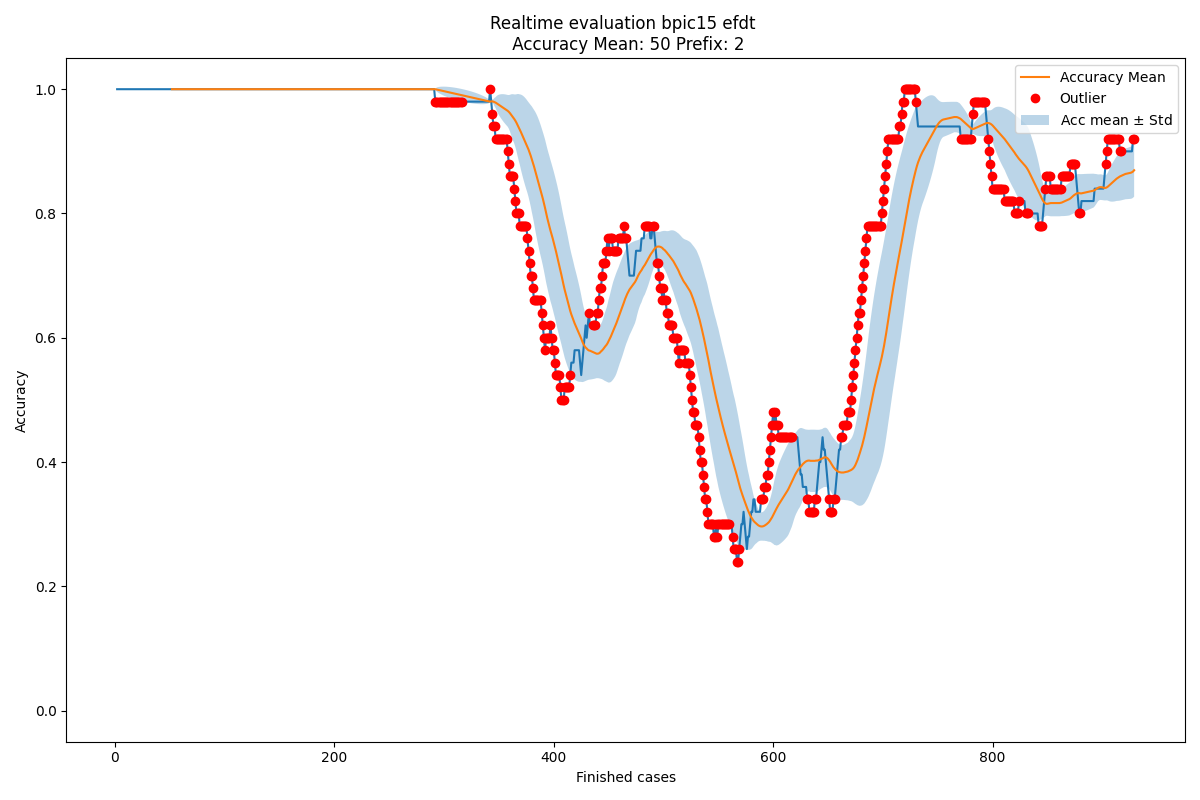 Realtime evaluation bpic15 efdt
Accuracy Mean: 50 Prefix: 2
Accuracy Mean
Outlier
Acc mean ± Std
Accuracy
1.0
0.8
0.6
0.4
0.2
0.0
0
200
400
600
800
Finished cases